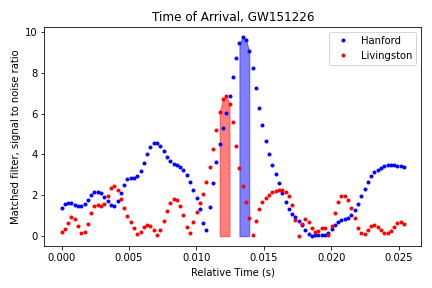 Time of Arrival, GW151226
Matched filter, signal to noise ratio
10
8
6
4
2
0
Hanford
Livingston
0.000 0.005 0.010 0.015 0.020 0.025
Relative Time (s)